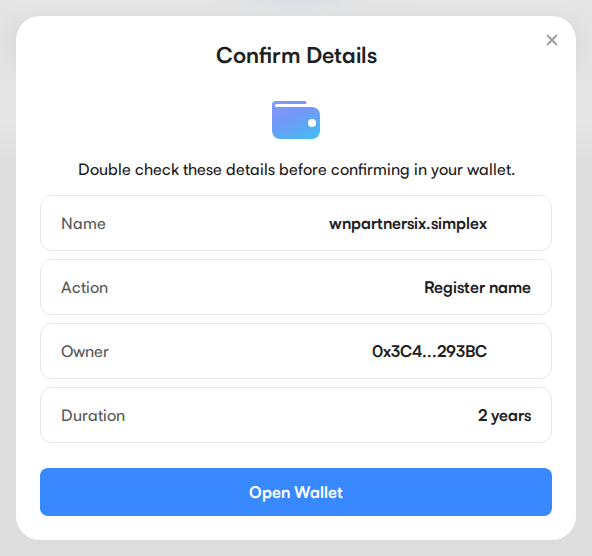 Confirm Details
Double check these details before confirming in your wallet.
Name wnpartnersix.simplex
Action Register name
Owner 0x3C4...293BC
Duration 2 years
Open Wallet